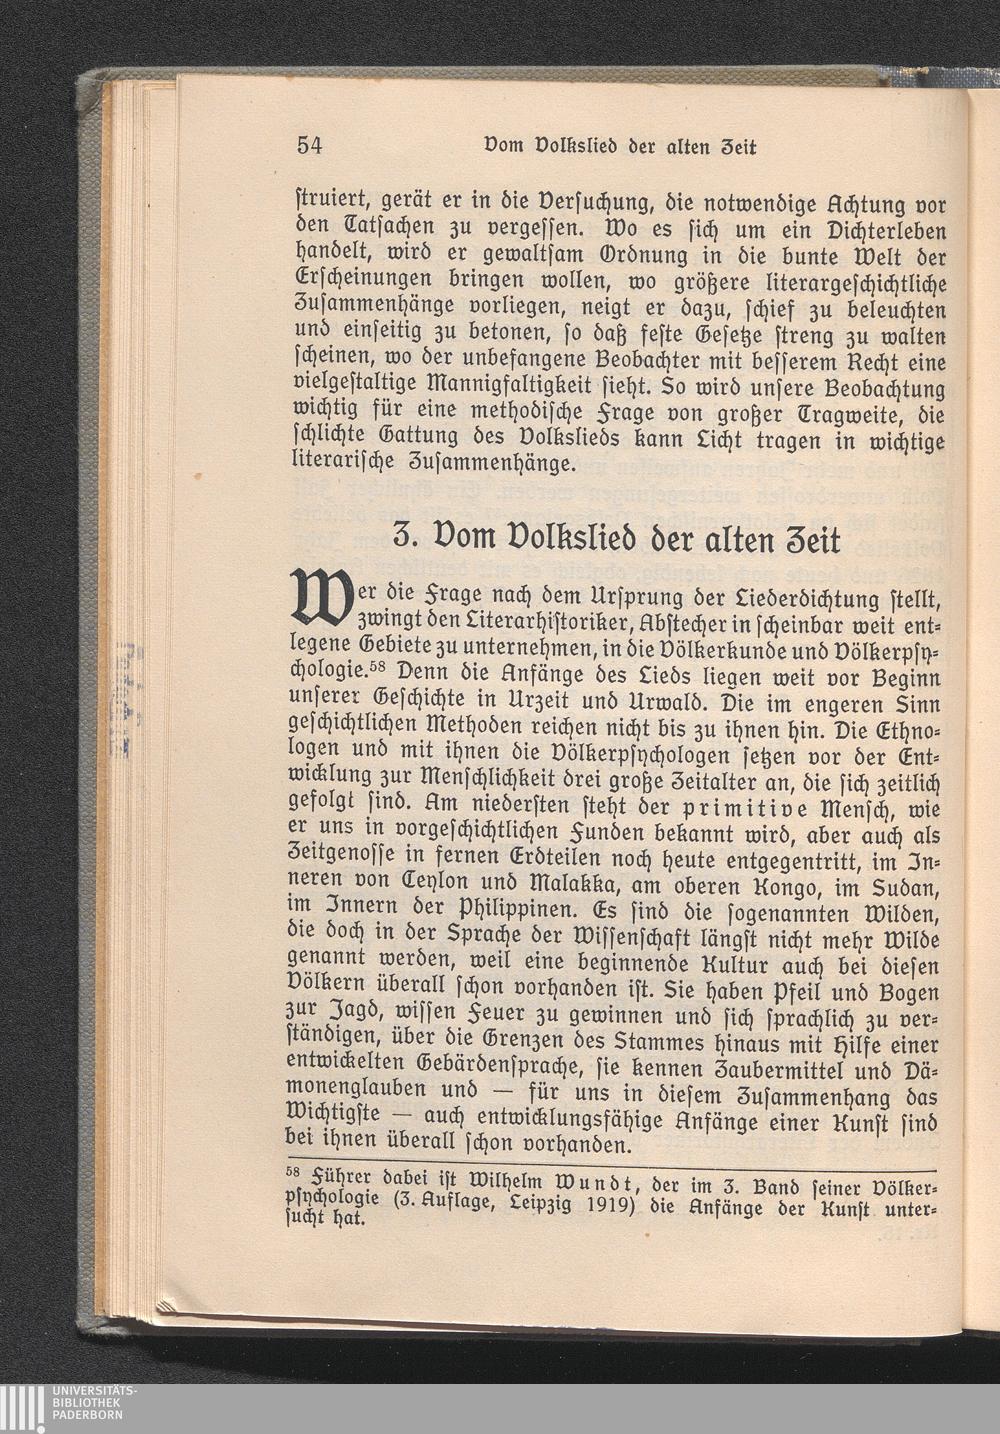 54 Vom Volkslied der alten Zeit
struiert, gerät er in die Versuchung, die notwendige Achtung vor
den Tatsachen zu vergessen. Wo es sich um ein Dichterleben
handelt, wird er gewaltsam Ordnung in die bunte Welt der
Erscheinungen bringen wollen, wo größere literargeschichtliche
Zusammenhänge vorliegen, neigt er dazu, schief zu beleuchten
und einseitig zu betonen, so daß feste Gesetze streng zu walten
scheinen, wo der unbefangene Beobachter mit besserem Recht eine
vielgestaltige Mannigfaltigkeit sieht. So wird unsere Beobachtung
wichtig für eine methodische Frage von großer Tragweite, die
schlichte Gattung des Volkslieds kann Licht tragen in wichtige
literarische Zusammenhänge.
3. Vom Volkslied der alten Zeit
Wer die Frage nach dem Ursprung der Liederdichtung stellt,
zwingt den Literarhistoriker, Abstecher in scheinbar weit ent-
legene Gebiete zu unternehmen, in die Völkerkunde und Völkerpsy-
chologie.⁵⁸ Denn die Anfänge des Lieds liegen weit vor Beginn
unserer Geschichte in Urzeit und Urwald. Die im engeren Sinn
geschichtlichen Methoden reichen nicht bis zu ihnen hin. Die Ethno-
logen und mit ihnen die Völkerpsychologen setzen vor der Ent-
wicklung zur Menschlichkeit drei große Zeitalter an, die sich zeitlich
gefolgt sind. Am niedersten steht der primitive Mensch, wie
er uns in vorgeschichtlichen Funden bekannt wird, aber auch als
Zeitgenosse in fernen Erdteilen noch heute entgegentritt, im In-
neren von Ceylon und Malakka, am oberen Kongo, im Sudan,
im Innern der Philippinen. Es sind die sogenannten Wilden,
die doch in der Sprache der Wissenschaft längst nicht mehr Wilde
genannt werden, weil eine beginnende Kultur auch bei diesen
Völkern überall schon vorhanden ist. Sie haben Pfeil und Bogen
zur Jagd, wissen Feuer zu gewinnen und sich sprachlich zu ver-
ständigen, über die Grenzen des Stammes hinaus mit Hilfe einer
entwickelten Gebärdensprache, sie kennen Zaubermittel und Dä-
monenglauben und — für uns in diesem Zusammenhang das
Wichtigste — auch entwicklungsfähige Anfänge einer Kunst sind
bei ihnen überall schon vorhanden.
⁵⁸ Führer dabei ist Wilhelm Wundt, der im 3. Band seiner Völker-
psychologie (3. Auflage, Leipzig 1919) die Anfänge der Kunst unter-
sucht hat.
UNIVERSITÄTS-
BIBLIOTHEK
PADERBORN